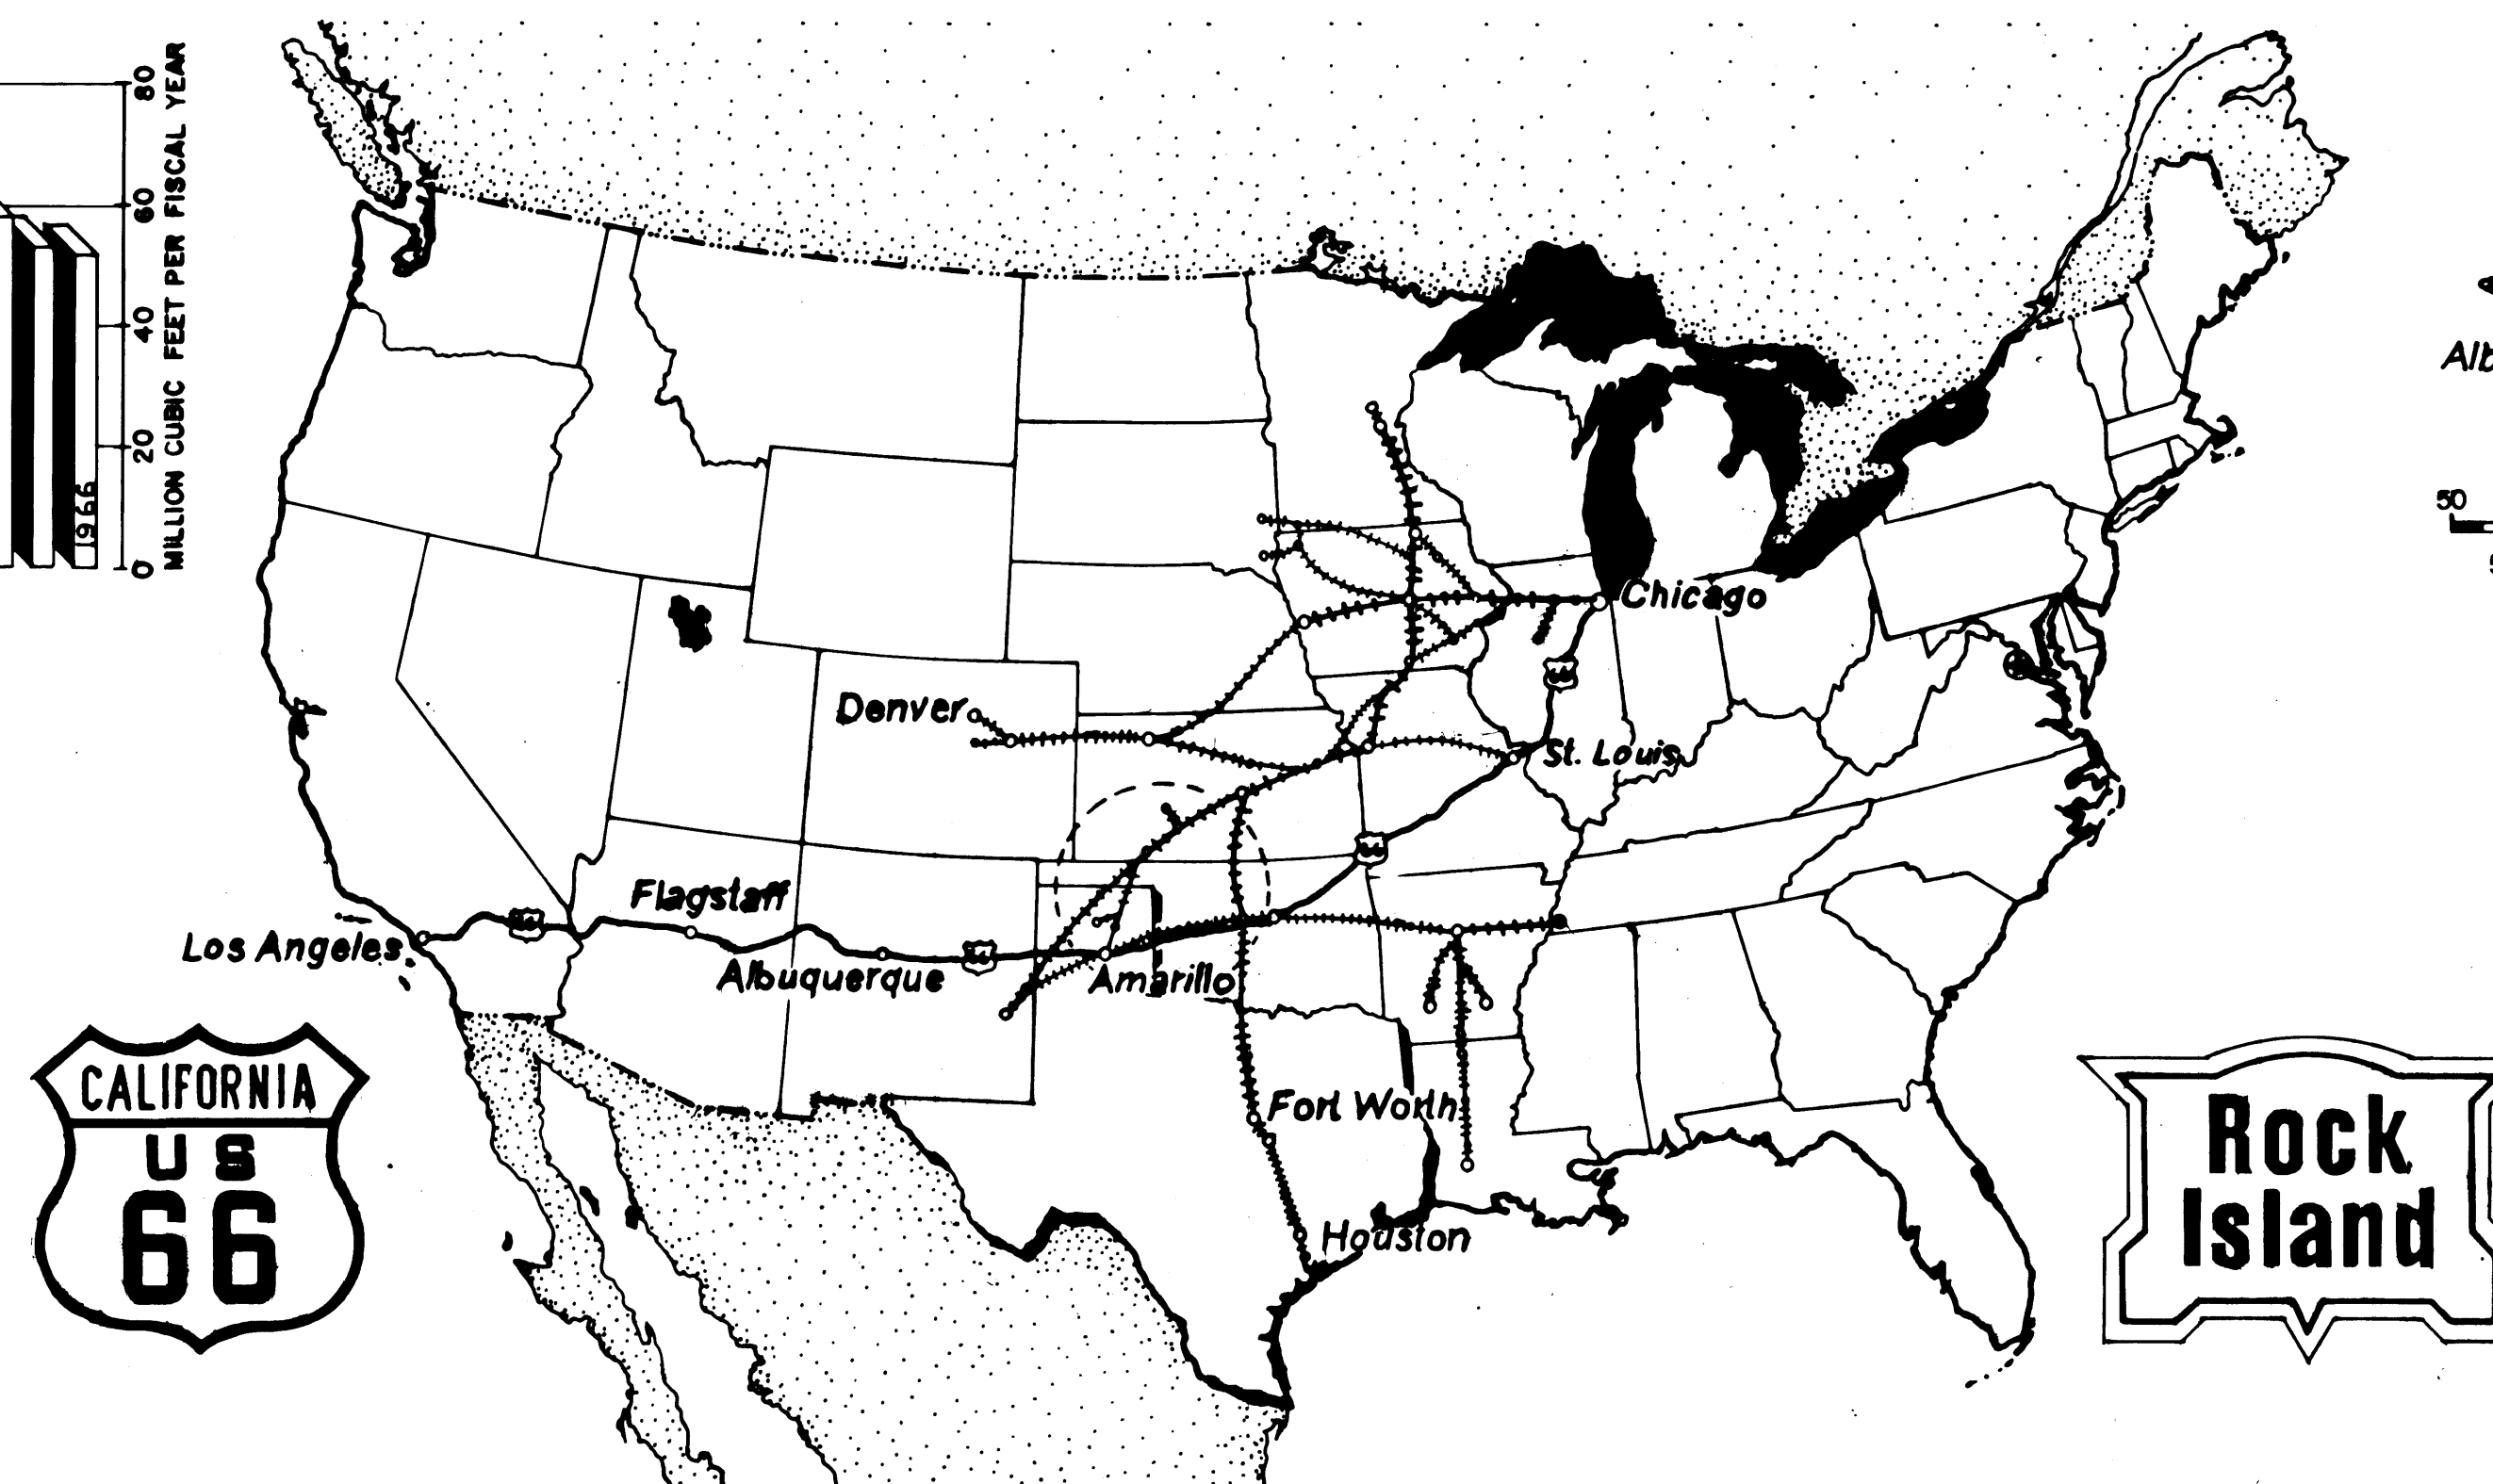 80
60
40
20
0
MILLION CUBIC FEET PER FISCAL YEAR
1966
Chicago
Denver
St. Louis
Flagstaff
Los Angeles
Albuquerque
Amarillo
Fort Worth
Houston
CALIFORNIA
US
66
Rock
Island
Alb
50